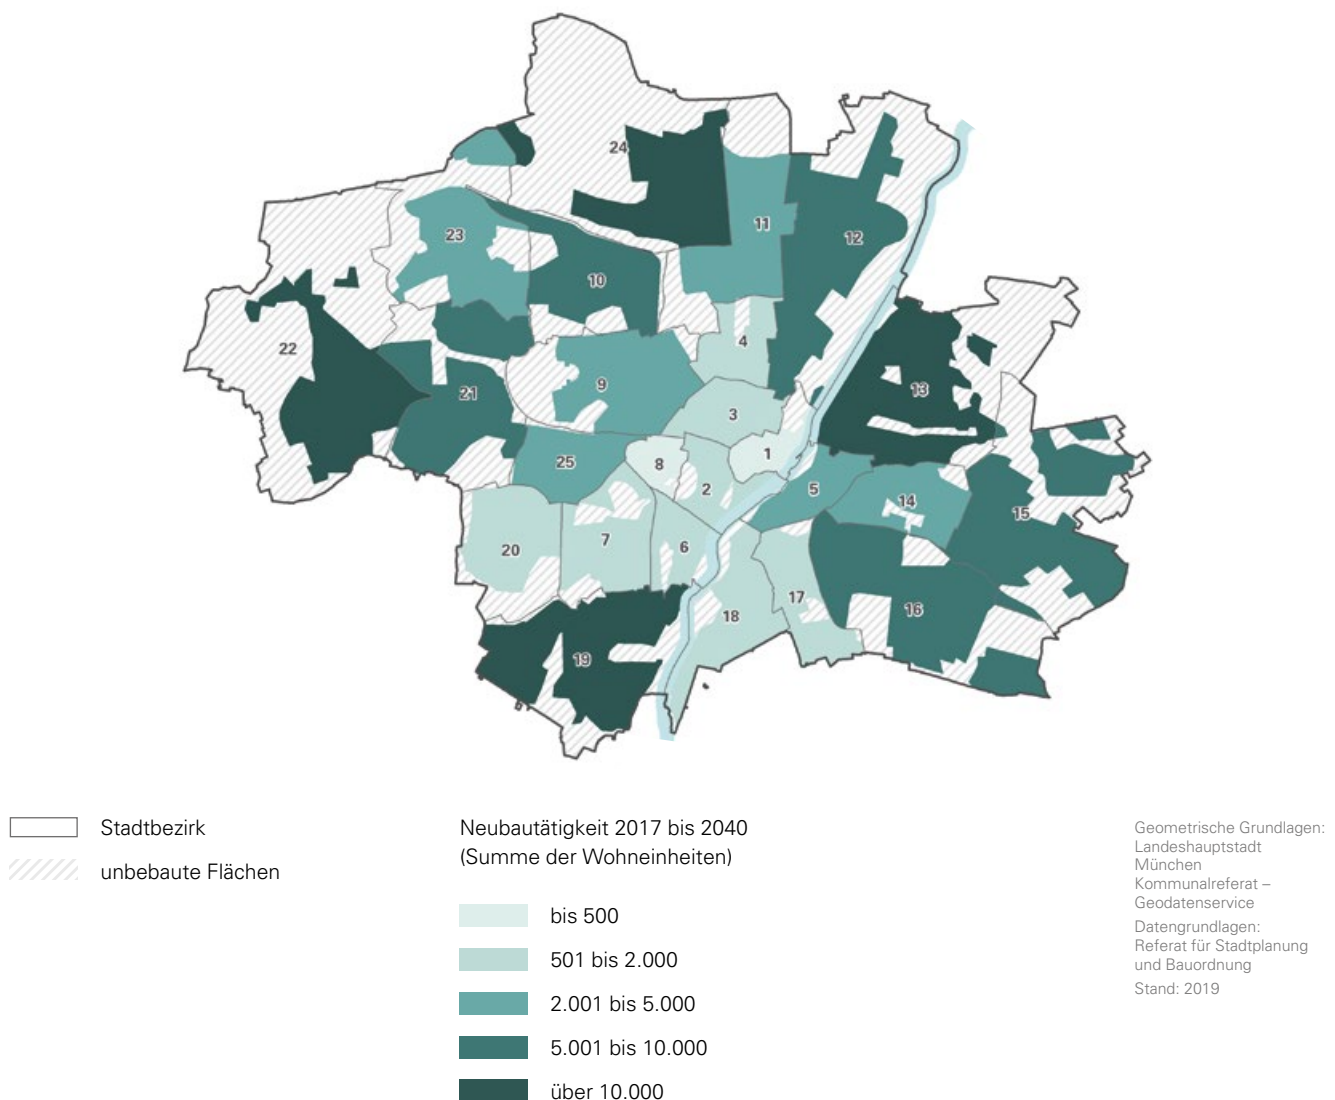 24
11
12
23
10
4
22
9
13
21
3
1
8
25
2
5
14
15
20
7
6
17
18
16
19
Stadtbezirk
unbebaute Flächen
Neubautätigkeit 2017 bis 2040
(Summe der Wohneinheiten)
bis 500
501 bis 2.000
2.001 bis 5.000
5.001 bis 10.000
über 10.000
Geometrische Grundlagen:
Landeshauptstadt
München
Kommunalreferat –
Geodatenservice
Datengrundlagen:
Referat für Stadtplanung
und Bauordnung
Stand: 2019